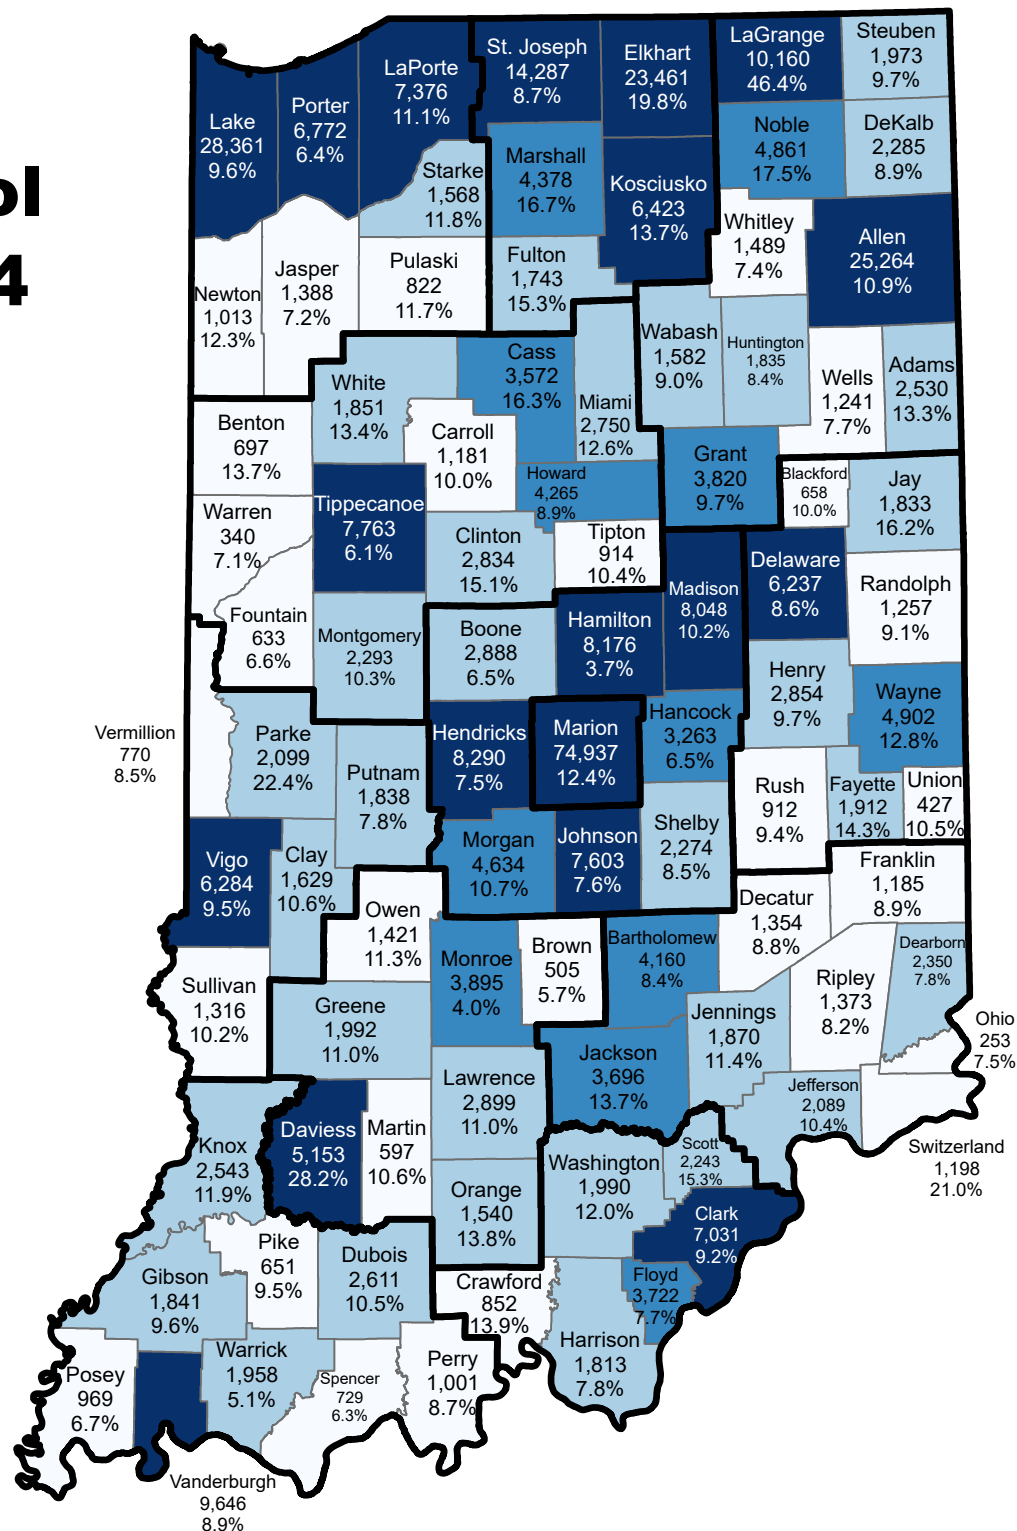 ol
4
LaGrange
10,160
46.4%
Steuben
1,973
9.7%
St. Joseph
14,287
8.7%
Elkhart
23,461
19.8%
LaPorte
7,376
11.1%
Porter
6,772
6.4%
Lake
28,361
9.6%
Noble
4,861
17.5%
DeKalb
2,285
8.9%
Marshall
4,378
16.7%
Starke
1,568
11.8%
Kosciusko
6,423
13.7%
Whitley
1,489
7.4%
Allen
25,264
10.9%
Newton
1,013
12.3%
Jasper
1,388
7.2%
Pulaski
822
11.7%
Fulton
1,743
15.3%
Wabash
1,582
9.0%
Huntington
1,835
8.4%
Wells
1,241
7.7%
Adams
2,530
13.3%
Cass
3,572
16.3%
White
1,851
13.4%
Miami
2,750
12.6%
Benton
697
13.7%
Carroll
1,181
10.0%
Grant
3,820
9.7%
Blackford
658
10.0%
Jay
1,833
16.2%
Howard
4,265
8.9%
Tippecanoe
7,763
6.1%
Warren
340
7.1%
Clinton
2,834
15.1%
Tipton
914
10.4%
Madison
8,048
10.2%
Delaware
6,237
8.6%
Randolph
1,257
9.1%
Fountain
633
6.6%
Montgomery
2,293
10.3%
Boone
2,888
6.5%
Hamilton
8,176
3.7%
Henry
2,854
9.7%
Wayne
4,902
12.8%
Vermillion
770
8.5%
Parke
2,099
22.4%
Putnam
1,838
7.8%
Hendricks
8,290
7.5%
Marion
74,937
12.4%
Hancock
3,263
6.5%
Rush
912
9.4%
Fayette
1,912
14.3%
Union
427
10.5%
Vigo
6,284
9.5%
Clay
1,629
10.6%
Morgan
4,634
10.7%
Johnson
7,603
7.6%
Shelby
2,274
8.5%
Franklin
1,185
8.9%
Owen
1,421
11.3%
Decatur
1,354
8.8%
Monroe
3,895
4.0%
Brown
505
5.7%
Bartholomew
4,160
8.4%
Dearborn
2,350
7.8%
Sullivan
1,316
10.2%
Greene
1,992
11.0%
Ripley
1,373
8.2%
Jennings
1,870
11.4%
Ohio
253
7.5%
Jackson
3,696
13.7%
Lawrence
2,899
11.0%
Jefferson
2,089
10.4%
Switzerland
1,198
21.0%
Knox
2,543
11.9%
Daviess
5,153
28.2%
Martin
597
10.6%
Scott
2,243
15.3%
Washington
1,990
12.0%
Orange
1,540
13.8%
Clark
7,031
9.2%
Pike
651
9.5%
Dubois
2,611
10.5%
Gibson
1,841
9.6%
Crawford
852
13.9%
Floyd
3,722
7.7%
Harrison
1,813
7.8%
Warrick
1,958
5.1%
Posey
969
6.7%
Spencer
729
6.3%
Perry
1,001
8.7%
Vanderburgh
9,646
8.9%